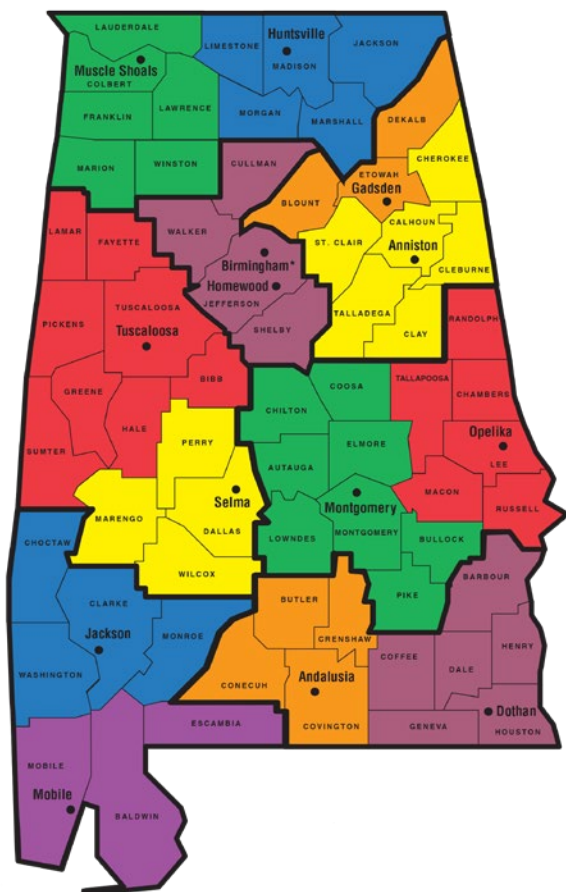 LAUDERDALE
Muscle Shoals
COLBERT
FRANKLIN
LAWRENCE
MARION
WINSTON
LIMESTONE
Huntsville
MADISON
JACKSON
MORGAN
MARSHALL
DEKALB
CHEROKEE
ETOWAH
Gadsden
BLOUNT
CULLMAN
WALKER
Birmingham*
Homewood
JEFFERSON
SHELBY
ST. CLAIR
CALHOUN
Anniston
CLEBURNE
TALLADEGA
CLAY
LAMAR
FAYETTE
TUSCALOOSA
Tuscaloosa
PICKENS
GREENE
BIBB
HALE
SUMTER
PERRY
Selma
MARENGO
DALLAS
WILCOX
CHILTON
COOSA
AUTAUGA
ELMORE
Montgomery
MONTGOMERY
LOWNDES
BULLOCK
PIKE
RANDOLPH
TALLAPOOSA
CHAMBERS
Opelika
LEE
MACON
RUSSELL
CHOCTAW
CLARKE
MONROE
Jackson
WASHINGTON
BUTLER
CRENSHAW
CONECUH
Andalusia
COVINGTON
BARBOUR
COFFEE
DALE
HENRY
Dothan
GENEVA
HOUSTON
ESCAMBIA
MOBILE
Mobile
BALDWIN